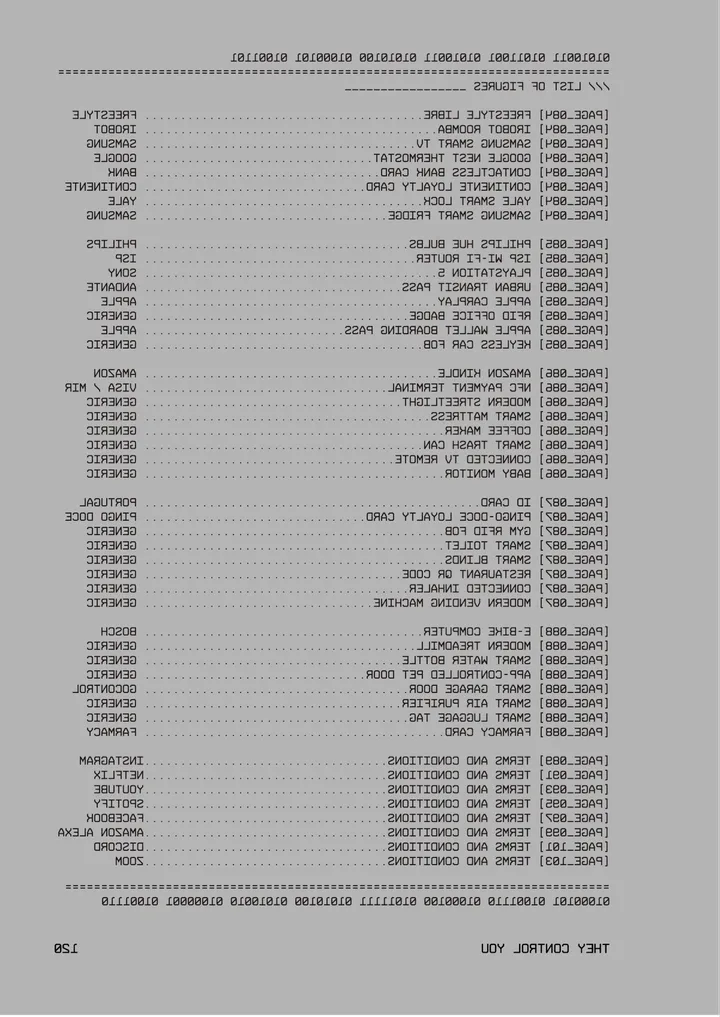 01010011 01011001 01010011 01010100 01000101 01001101
=============================================================================
/// LIST OF FIGURES _________________
[PAGE_084] FREESTYLE LIBRE....................................... FREESTYLE
[PAGE_084] IROBOT ROOMBA......................................... IROBOT
[PAGE_084] SAMSUNG SMART TV...................................... SAMSUNG
[PAGE_084] GOOGLE NEST THERMOSTAT................................ GOOGLE
[PAGE_084] CONTACTLESS BANK CARD................................. BANK
[PAGE_084] CONTINENTE LOYALTY CARD............................... CONTINENTE
[PAGE_084] YALE SMART LOCK....................................... YALE
[PAGE_084] SAMSUNG SMART FRIDGE.................................. SAMSUNG
[PAGE_085] PHILIPS HUE BULBS..................................... PHILIPS
[PAGE_085] ISP WI-FI ROUTER...................................... ISP
[PAGE_085] PLAYSTATION 5......................................... SONY
[PAGE_085] URBAN TRANSIT PASS.................................... ANDANTE
[PAGE_085] APPLE CARPLAY......................................... APPLE
[PAGE_085] RFID OFFICE BADGE..................................... GENERIC
[PAGE_085] APPLE WALLET BOARDING PASS............................ APPLE
[PAGE_085] KEYLESS CAR FOB....................................... GENERIC
[PAGE_086] AMAZON KINDLE......................................... AMAZON
[PAGE_086] NFC PAYMENT TERMINAL.................................. VISA / MIR
[PAGE_086] MODERN STREETLIGHT.................................... GENERIC
[PAGE_086] SMART MATTRESS........................................ GENERIC
[PAGE_086] COFFEE MAKER.......................................... GENERIC
[PAGE_086] SMART TRASH CAN....................................... GENERIC
[PAGE_086] CONNECTED TV REMOTE................................... GENERIC
[PAGE_086] BABY MONITOR.......................................... GENERIC
[PAGE_087] ID CARD............................................... PORTUGAL
[PAGE_087] PINGO-DOCE LOYALTY CARD............................... PINGO DOCE
[PAGE_087] GYM RFID FOB.......................................... GENERIC
[PAGE_087] SMART TOILET.......................................... GENERIC
[PAGE_087] SMART BLINDS.......................................... GENERIC
[PAGE_087] RESTAURANT QR CODE.................................... GENERIC
[PAGE_087] CONNECTED INHALER..................................... GENERIC
[PAGE_087] MODERN VENDING MACHINE................................ GENERIC
[PAGE_088] E-BIKE COMPUTER....................................... BOSCH
[PAGE_088] MODERN TREADMILL...................................... GENERIC
[PAGE_088] SMART WATER BOTTLE.................................... GENERIC
[PAGE_088] APP-CONTROLLED PET DOOR............................... GENERIC
[PAGE_088] SMART GARAGE DOOR..................................... GOCONTROL
[PAGE_088] SMART AIR PURIFIER.................................... GENERIC
[PAGE_088] SMART LUGGAGE TAG..................................... GENERIC
[PAGE_088] FARMACY CARD.......................................... FARMACY
[PAGE_089] TERMS AND CONDITIONS..................................INSTAGRAM
[PAGE_091] TERMS AND CONDITIONS..................................NETFLIX
[PAGE_093] TERMS AND CONDITIONS..................................YOUTUBE
[PAGE_095] TERMS AND CONDITIONS..................................SPOTIFY
[PAGE_097] TERMS AND CONDITIONS..................................FACEBOOK
[PAGE_099] TERMS AND CONDITIONS..................................AMAZON ALEXA
[PAGE_101] TERMS AND CONDITIONS..................................DISCORD
[PAGE_103] TERMS AND CONDITIONS..................................ZOOM
============================================================================
01000101 01001110 01000100 01011111 01010100 01010010 01000001 01001110
THEY CONTROL YOU 120